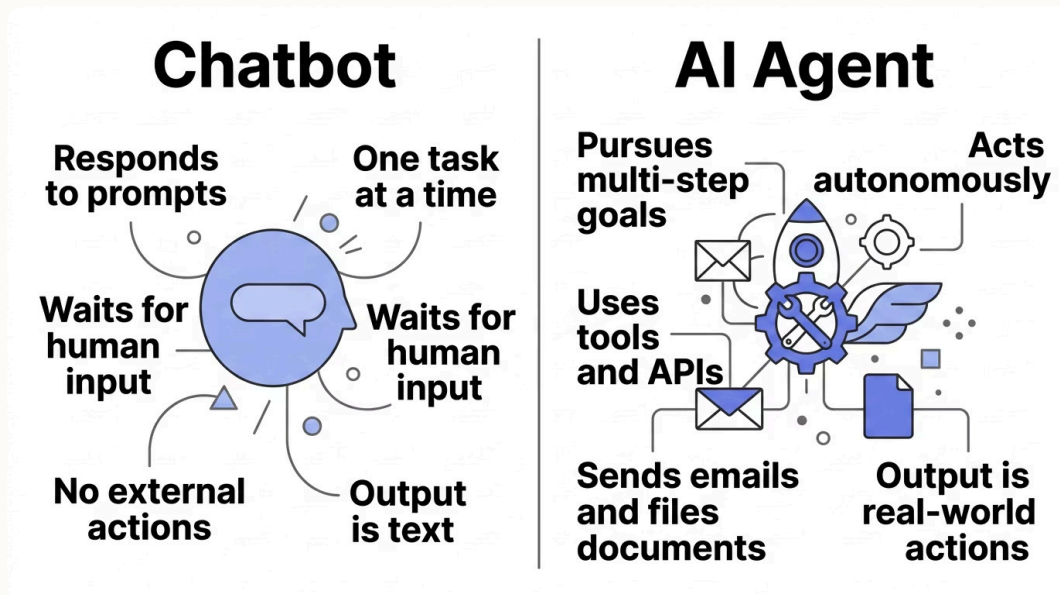 Chatbot
Responds
to prompts
One task
at a time
Waits for
human
input
Waits for
human
input
No external
actions
Output
is text
AI Agent
Pursues
multi-step
goals
Acts
autonomously
Uses
tools
and APIs
Sends emails
and files
documents
Output is
real-world
actions